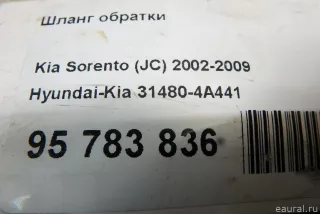 Шланг обратки
Kia Sorento (JC) 2002-2009
Hyundai-Kia 31480-4A441
95 783 836
eaural.ru